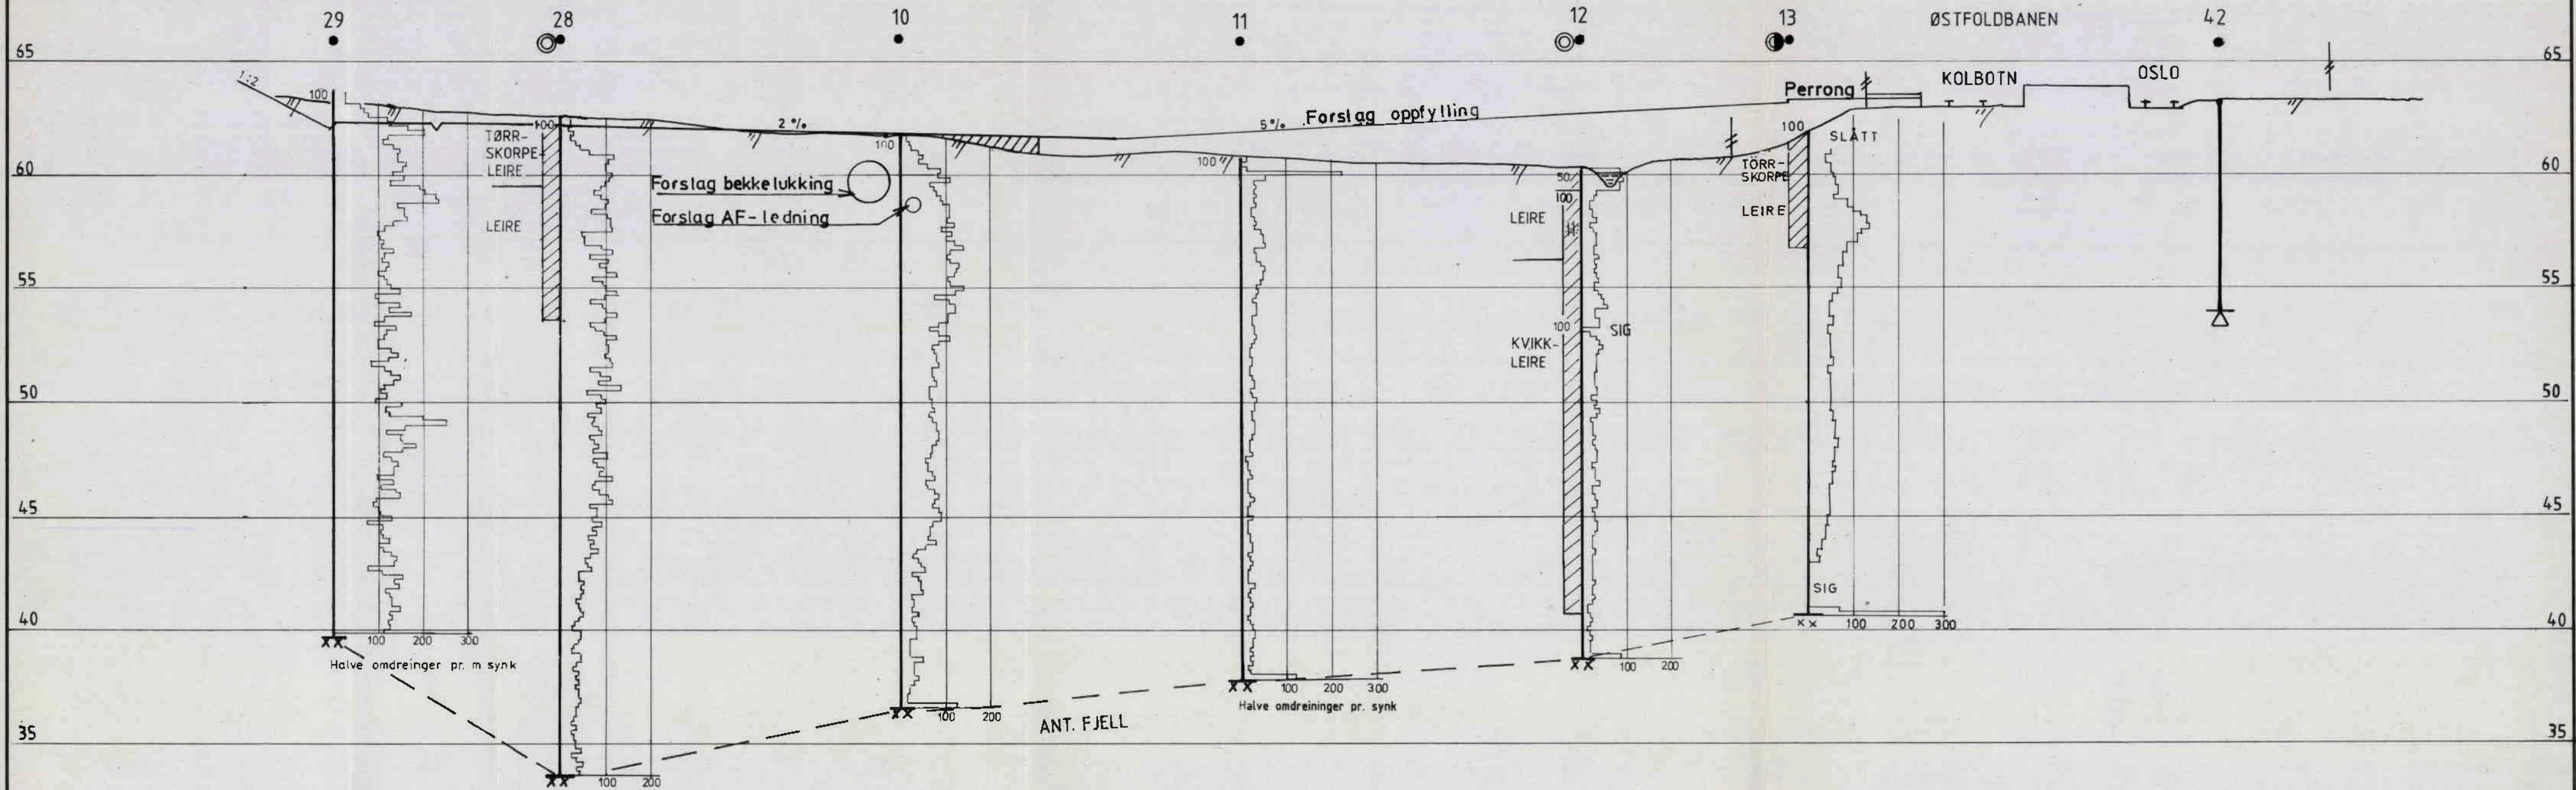 29 28 10 11 12 13 ØSTFOLDBANEN 42
65 65
1:2
100
KOLBOTN OSLO
Perrong
Forslag oppfylling
5%
2%
100
100
100
100
SLÅTT
TØRR-
SKORPE
LEIRE
LEIRE
60 60
Forslag bekkelukking
Forslag AF-ledning
50
100
LEIRE
TÖRR-
SKORPE
LEIRE
55 55
100
SIG
KVIKK-
LEIRE
50 50
45 45
SIG
40 40
100 200 300
Halve omdreinger pr. m synk
100 200 300
100 200
100 200 300
Halve omdreininger pr. synk
100 200
ANT. FJELL
35 35
100 200